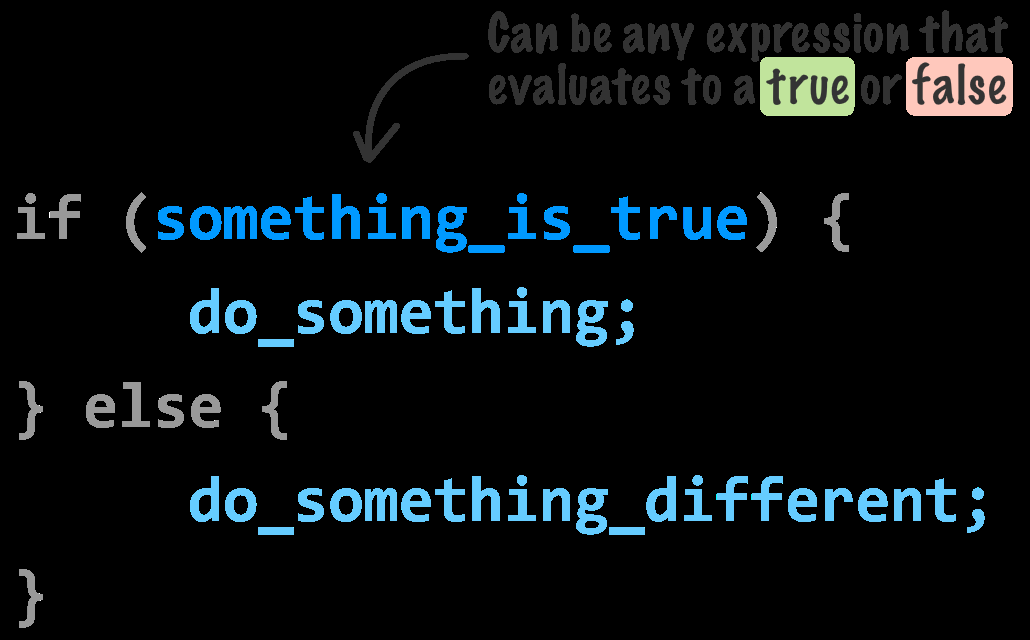 Can be any expression that
evaluates to a true or false
if (something_is_true) {
do_something;
} else {
do_something_different;
}